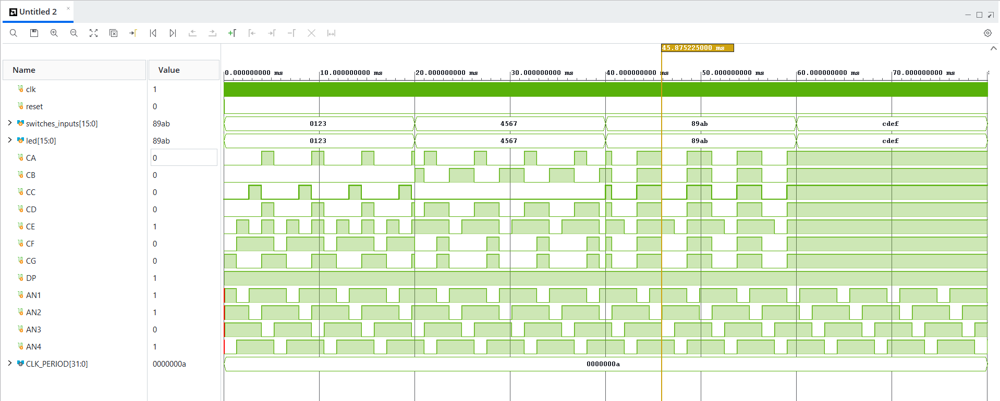 Untitled 2
45.875225000 ms
Name Value
0.000000000 ms 10.000000000 ms 20.000000000 ms 30.000000000 ms 40.000000000 ms 50.000000000 ms 60.000000000 ms 70.000000000 ms
clk 1
reset 0
switches_inputs[15:0] 89ab 0123 4567 89ab cdef
led[15:0] 89ab 0123 4567 89ab cdef
CA 0
CB 0
CC 0
CD 0
CE 1
CF 0
CG 0
DP 1
AN1 1
AN2 1
AN3 0
AN4 1
CLK_PERIOD[31:0] 0000000a 0000000a